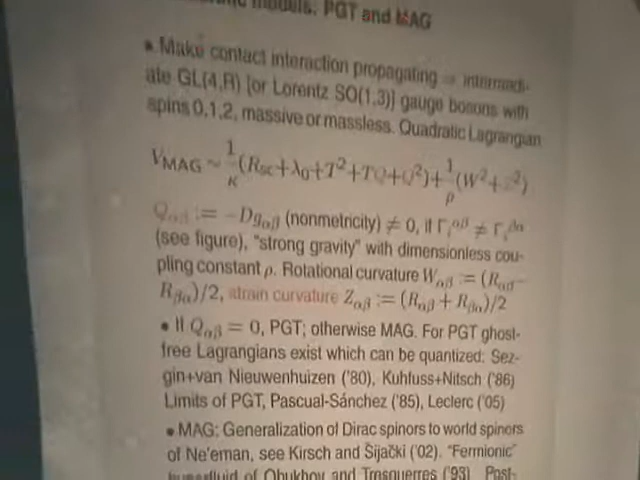 models: PGT and MAG
• Make contact interaction propagating ⇒ intermedi-
ate GL(4,R) [or Lorentz SO(1,3)] gauge bosons with
spins 0,1,2, massive or massless. Quadratic Lagrangian
V_MAG ~ 1/κ (R_sc+λ₀+T²+TQ+Q²)+1/ρ (W²+Z²)
Q_αβ := −Dg_αβ (nonmetricity) ≠ 0, if Γ_i^αβ ≠ Γ_i^βα
(see figure), "strong gravity" with dimensionless cou-
pling constant ρ. Rotational curvature W_αβ := (R_αβ−
R_βα)/2, strain curvature Z_αβ := (R_αβ + R_βα)/2
• If Q_αβ = 0, PGT; otherwise MAG. For PGT ghost-
free Lagrangians exist which can be quantized: Sez-
gin+van Nieuwenhuizen ('80), Kuhfuss+Nitsch ('86)
Limits of PGT, Pascual-Sánchez ('85), Leclerc ('05)
• MAG: Generalization of Dirac spinors to world spinors
of Ne'eman, see Kirsch and Šijački ('02). "Fermionic"
hyperfluid of Obukhov and Tresguerres ('93). Post-